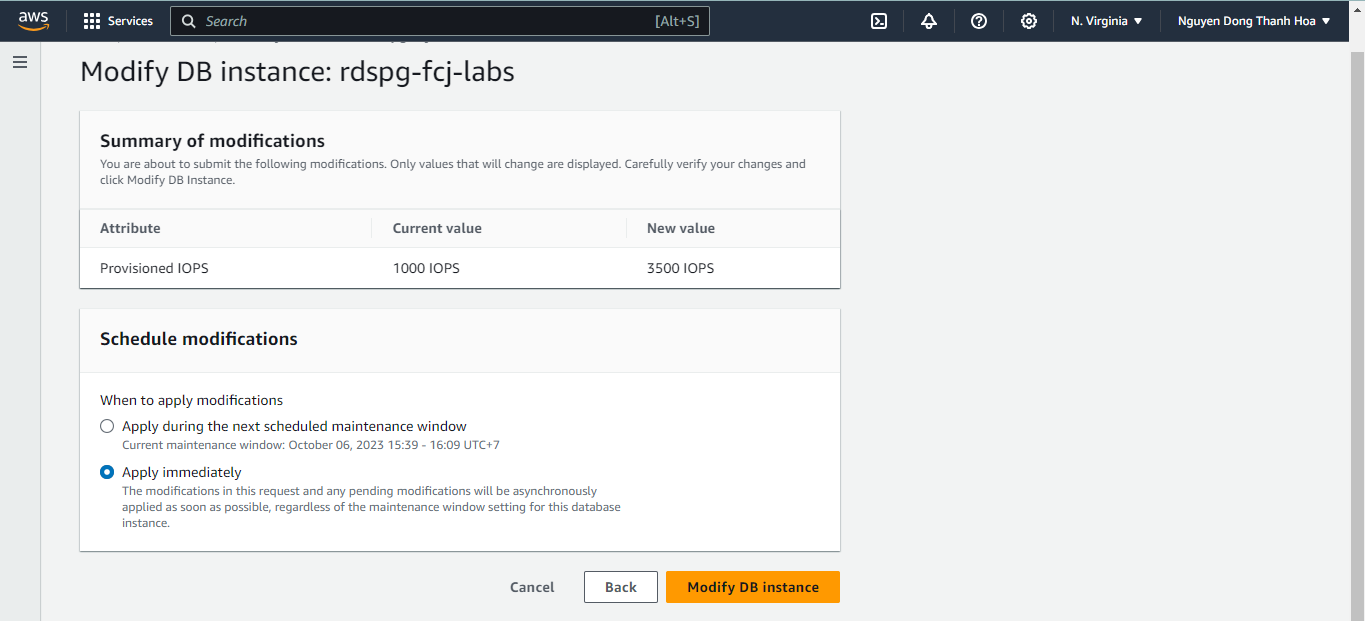 aws
Services
Search
[Alt+S]
N. Virginia
Nguyen Dong Thanh Hoa
Modify DB instance: rdspg-fcj-labs
Summary of modifications
You are about to submit the following modifications. Only values that will change are displayed. Carefully verify your changes and
click Modify DB Instance.
Attribute Current value New value
Provisioned IOPS 1000 IOPS 3500 IOPS
Schedule modifications
When to apply modifications
Apply during the next scheduled maintenance window
Current maintenance window: October 06, 2023 15:39 - 16:09 UTC+7
Apply immediately
The modifications in this request and any pending modifications will be asynchronously
applied as soon as possible, regardless of the maintenance window setting for this database
instance.
Cancel
Back
Modify DB instance